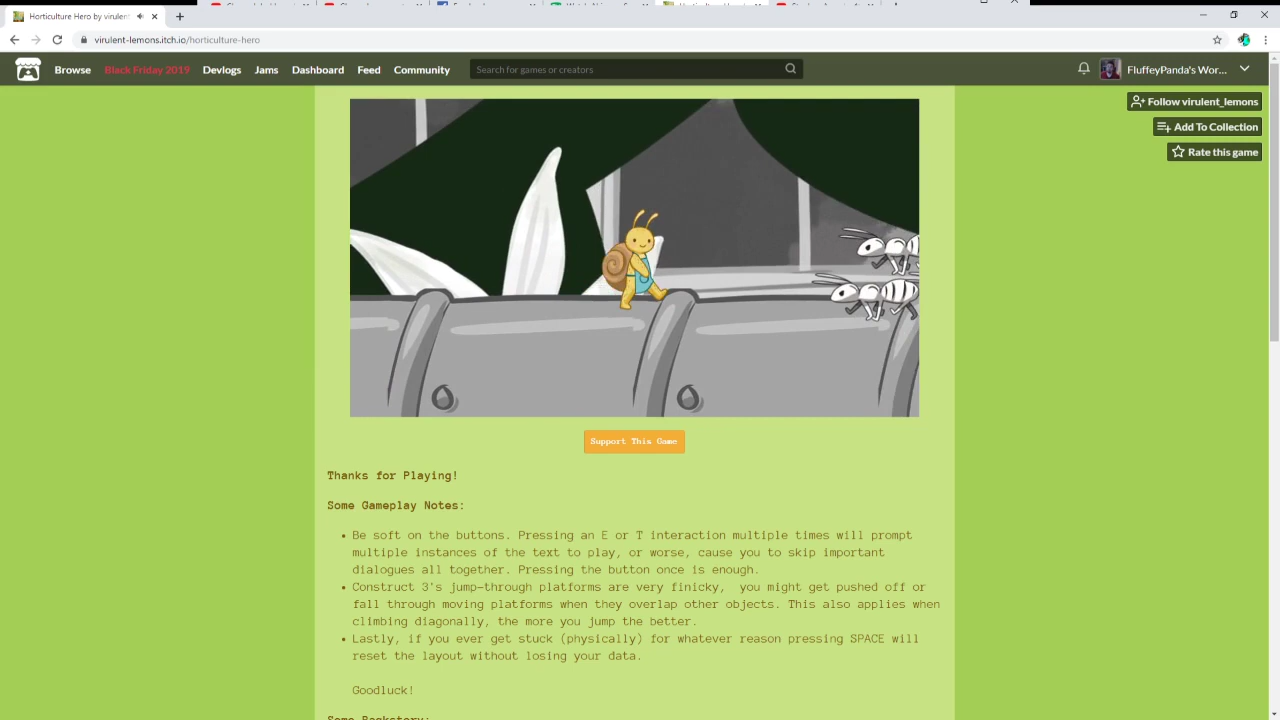 Horticulture Hero by virulent
virulent-lemons.itch.io/horticulture-hero
Browse Black Friday 2019 Devlogs Jams Dashboard Feed Community Search for games or creators FluffeyPanda's Wor...
Follow virulent_lemons
Add To Collection
Rate this game
Support This Game
Thanks for Playing!
Some Gameplay Notes:
• Be soft on the buttons. Pressing an E or T interaction multiple times will prompt
multiple instances of the text to play, or worse, cause you to skip important
dialogues all together. Pressing the button once is enough.
• Construct 3's jump-through platforms are very finicky, you might get pushed off or
fall through moving platforms when they overlap other objects. This also applies when
climbing diagonally, the more you jump the better.
• Lastly, if you ever get stuck (physically) for whatever reason pressing SPACE will
reset the layout without losing your data.
Goodluck!
Some Backstory: